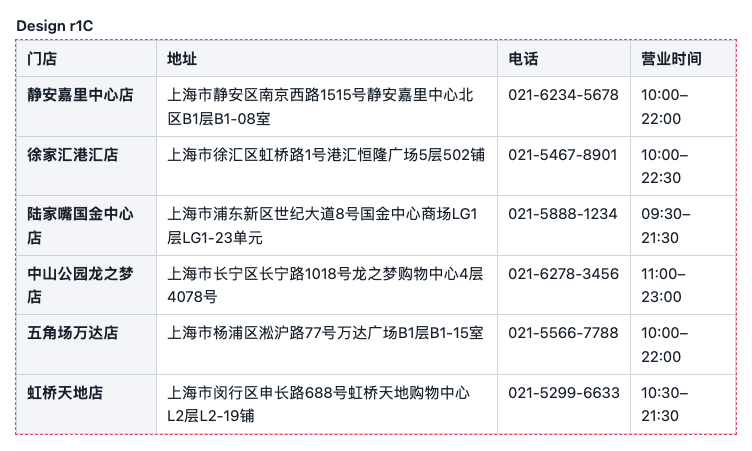 Design r1C
门店 地址 电话 营业时间
静安嘉里中心店 上海市静安区南京西路1515号静安嘉里中心北 021-6234-5678 10:00–
区B1层B1-08室 22:00
徐家汇港汇店 上海市徐汇区虹桥路1号港汇恒隆广场5层502铺 021-5467-8901 10:00–
22:30
陆家嘴国金中心 上海市浦东新区世纪大道8号国金中心商场LG1 021-5888-1234 09:30–
店 层LG1-23单元 21:30
中山公园龙之梦 上海市长宁区长宁路1018号龙之梦购物中心4层 021-6278-3456 11:00–
店 4078号 23:00
五角场万达店 上海市杨浦区淞沪路77号万达广场B1层B1-15室 021-5566-7788 10:00–
22:00
虹桥天地店 上海市闵行区申长路688号虹桥天地购物中心 021-5299-6633 10:30–
L2层L2-19铺 21:30